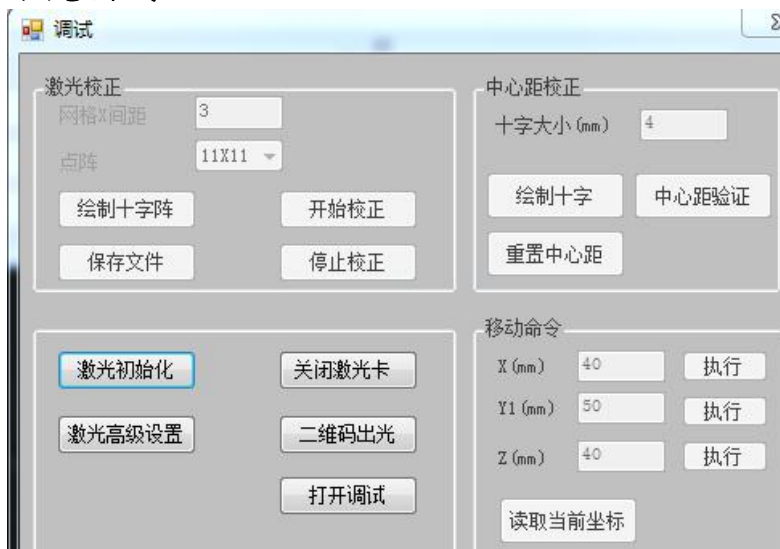 调试
激光校正
网格X间距 3
点阵 11X11
绘制十字阵 开始校正
保存文件 停止校正
中心距校正
十字大小(mm) 4
绘制十字 中心距验证
重置中心距
激光初始化 关闭激光卡
激光高级设置 二维码出光
打开调试
移动命令
X(mm) 40 执行
Y1(mm) 50 执行
Z(mm) 40 执行
读取当前坐标